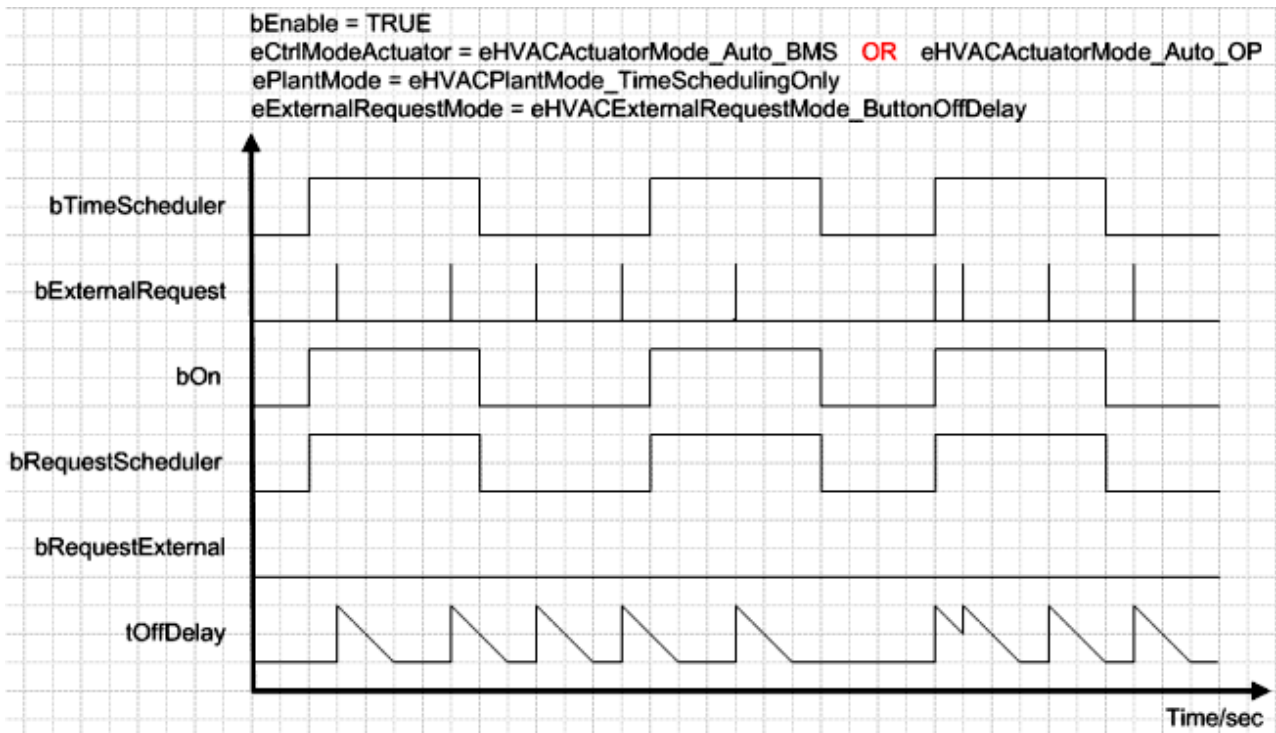 bEnable = TRUE
eCtrlModeActuator = eHVACActuatorMode_Auto_BMS OR eHVACActuatorMode_Auto_OP
ePlantMode = eHVACPlantMode_TimeSchedulingOnly
eExternalRequestMode = eHVACExternalRequestMode_ButtonOffDelay
bTimeScheduler
bExternalRequest
bOn
bRequestScheduler
bRequestExternal
tOffDelay
Time/sec